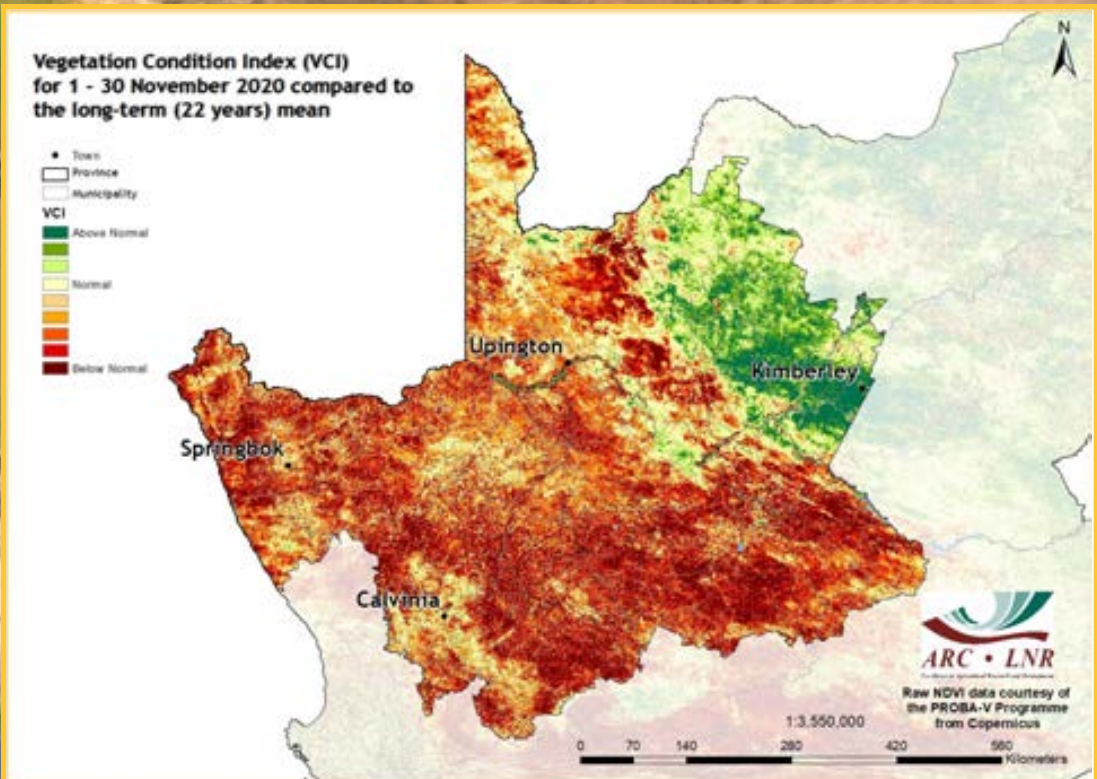 Vegetation Condition Index (VCI)
for 1 - 30 November 2020 compared to
the long-term (22 years) mean
N
Town
Province
Municipality
VCI
Above Normal
Normal
Below Normal
Upington
Kimberley
Springbok
Calvinia
ARC • LNR
Raw NDVI data courtesy of
the PROBA-V Programme
from Copernicus
1:3,550,000
0 70 140 280 420 560
Kilometers